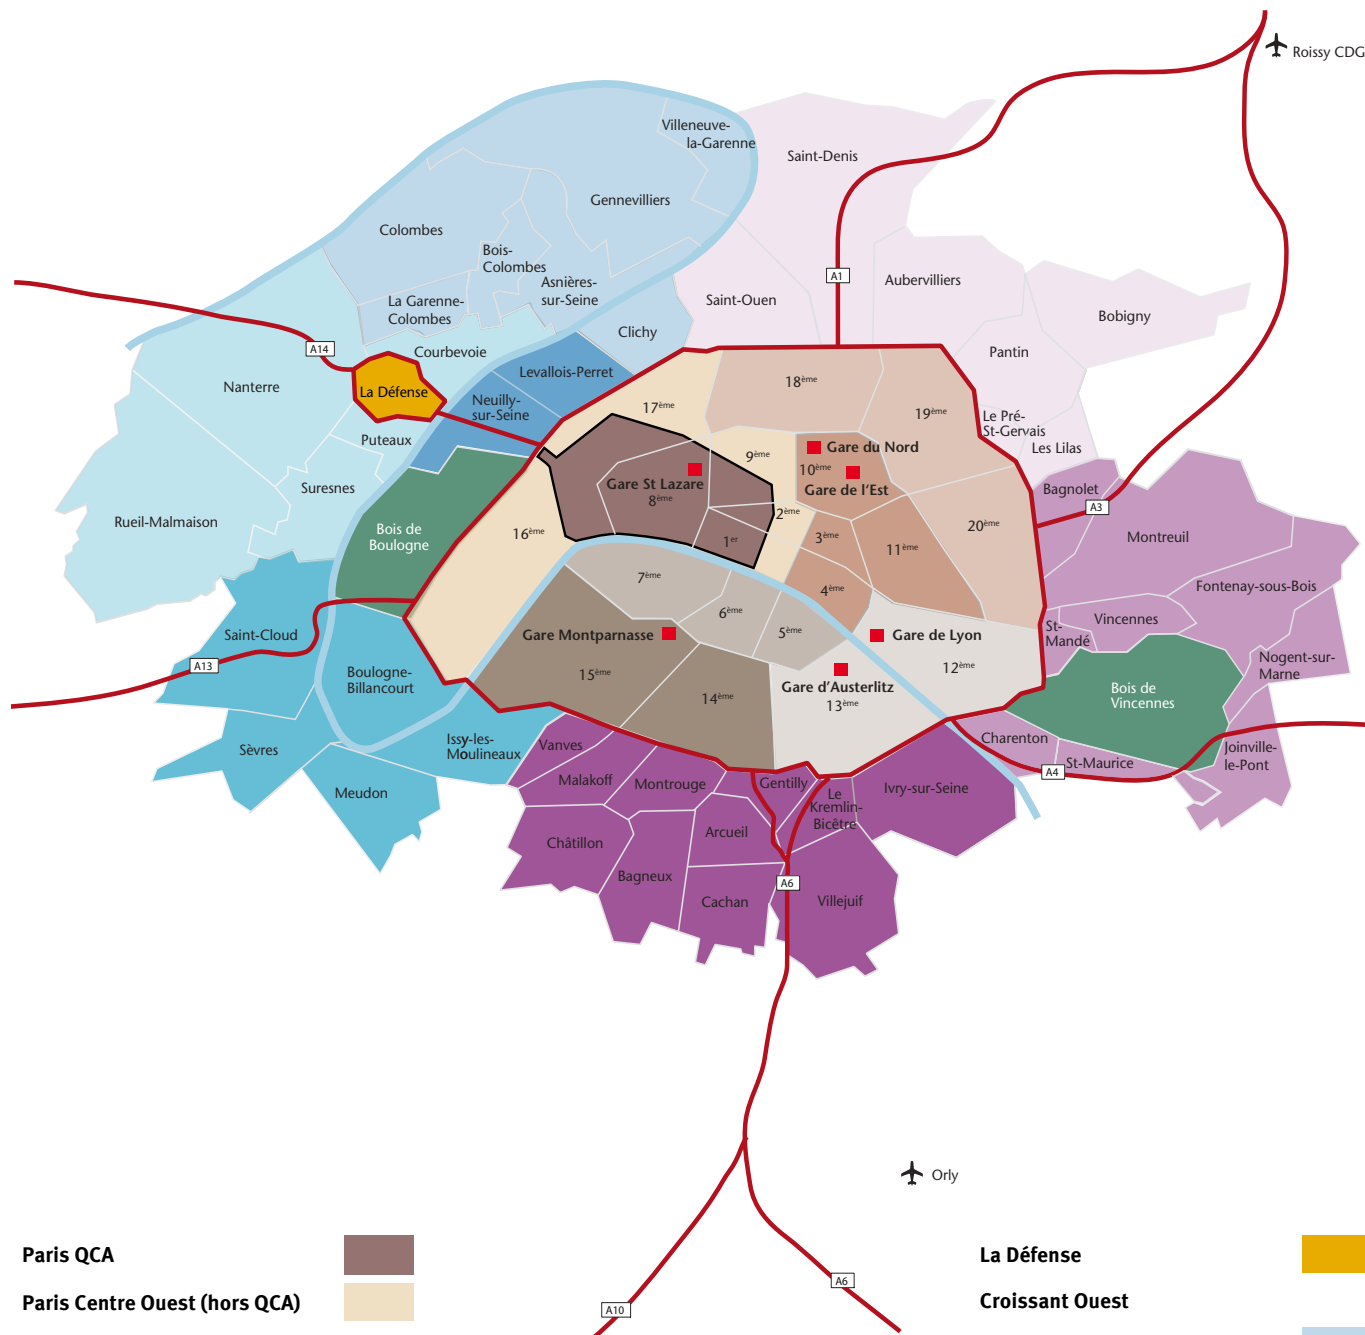 Roissy CDG
Villeneuve-
la-Garenne
Saint-Denis
Gennevilliers
Colombes
Bois-
Colombes
Asnières-
sur-Seine
La Garenne-
Colombes
A1
Aubervilliers
Saint-Ouen
Bobigny
Clichy
A14
Courbevoie
Pantin
Levallois-Perret
Nanterre
La Défense
18ème
Neuilly-
sur-Seine
17ème
19ème
Le Pré-
St-Gervais
Puteaux
Gare du Nord
Les Lilas
9ème
10ème
Gare St Lazare
8ème
Gare de l'Est
Suresnes
Bagnolet
A3
Rueil-Malmaison
Bois de
Boulogne
16ème
2ème
1er
3ème
11ème
20ème
Montreuil
7ème
4ème
Fontenay-sous-Bois
6ème
5ème
Vincennes
St-
Mandé
Saint-Cloud
Gare Montparnasse
Gare de Lyon
A13
15ème
12ème
Nogent-sur-
Marne
Boulogne-
Billancourt
Gare d'Austerlitz
13ème
14ème
Bois de
Vincennes
Sèvres
Issy-les-
Moulineaux
Vanves
Charenton
St-Maurice
Joinville-
le-Pont
A4
Meudon
Malakoff
Montrouge
Gentilly
Le
Kremlin-
Bicêtre
Ivry-sur-Seine
Châtillon
Arcueil
Bagneux
A6
Cachan
Villejuif
Orly
Paris QCA
La Défense
A6
Paris Centre Ouest (hors QCA)
Croissant Ouest
A10